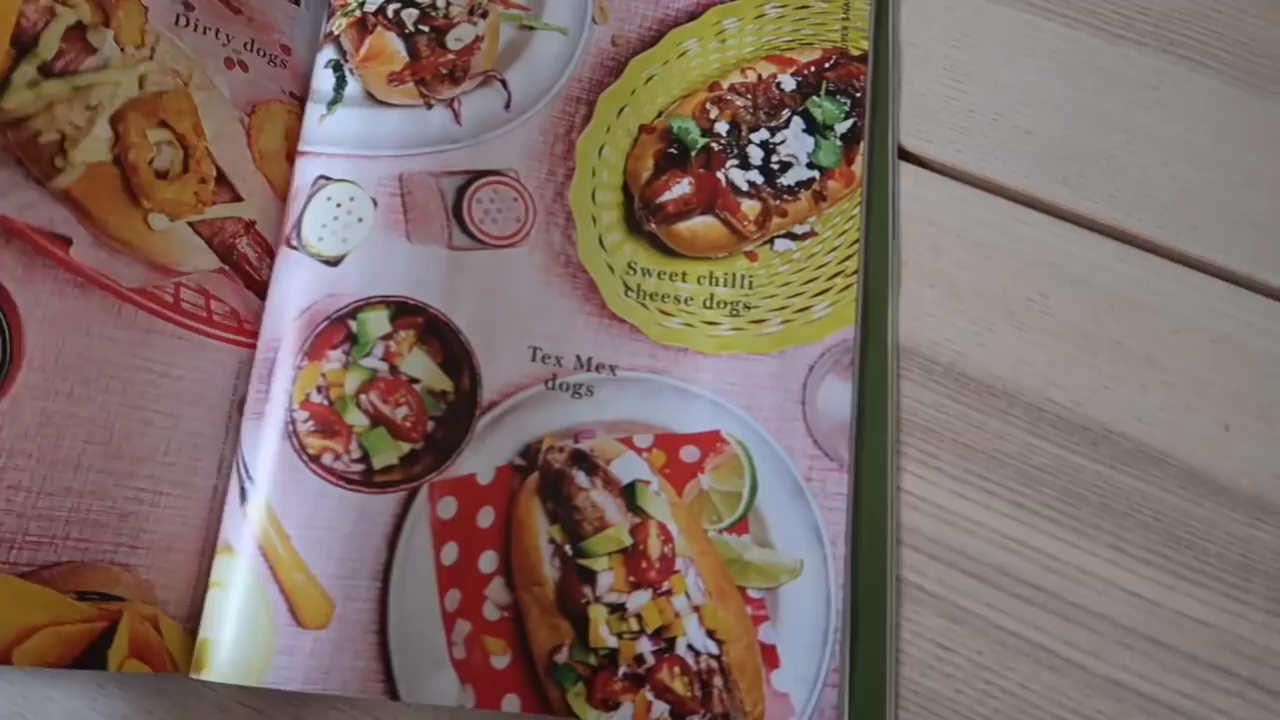 Dirty dogs
Sweet chilli
cheese dogs
Tex Mex
dogs